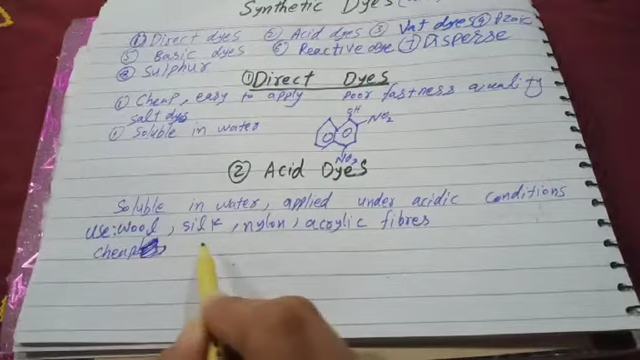 Synthetic Dyes
① Direct dyes ② Acid dyes ③ Vat dyes ④ Azoic
⑤ Basic dyes ⑥ Reactive dye ⑦ Disperse
⑧ Sulphur
① Direct Dyes
① Cheap, easy to apply poor fastness quality
salt dyes
① Soluble in water
OH
NO2
NO2
② Acid Dyes
Soluble in water, applied under acidic conditions
use: wool, silk, nylon, acrylic fibres
cheap